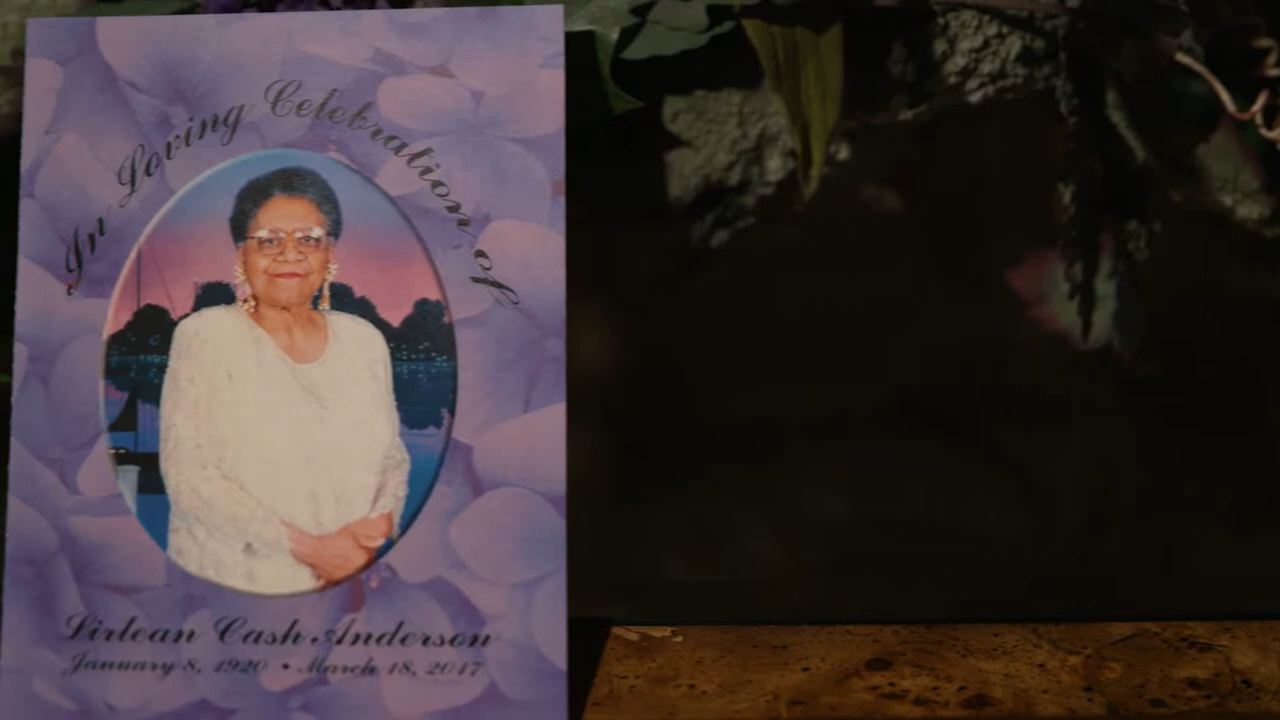 In Loving Celebration of
Lirlean Cash Anderson
January 8, 1920 • March 18, 2017